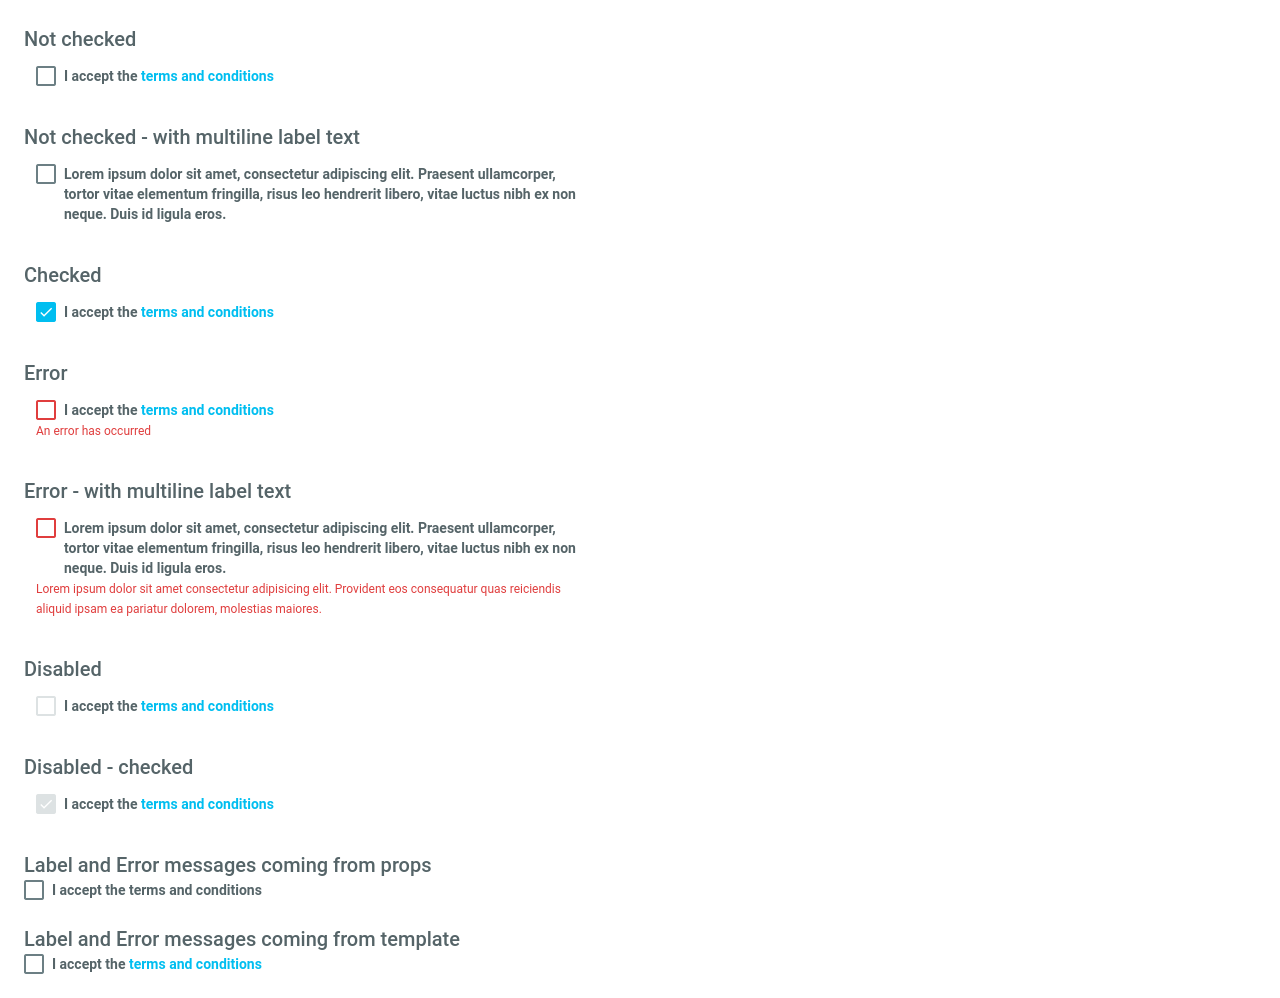 Not checked
I accept the terms and conditions
Not checked - with multiline label text
Lorem ipsum dolor sit amet, consectetur adipiscing elit. Praesent ullamcorper,
tortor vitae elementum fringilla, risus leo hendrerit libero, vitae luctus nibh ex non
neque. Duis id ligula eros.
Checked
I accept the terms and conditions
Error
I accept the terms and conditions
An error has occurred
Error - with multiline label text
Lorem ipsum dolor sit amet, consectetur adipiscing elit. Praesent ullamcorper,
tortor vitae elementum fringilla, risus leo hendrerit libero, vitae luctus nibh ex non
neque. Duis id ligula eros.
Lorem ipsum dolor sit amet consectetur adipisicing elit. Provident eos consequatur quas reiciendis
aliquid ipsam ea pariatur dolorem, molestias maiores.
Disabled
I accept the terms and conditions
Disabled - checked
I accept the terms and conditions
Label and Error messages coming from props
I accept the terms and conditions
Label and Error messages coming from template
I accept the terms and conditions